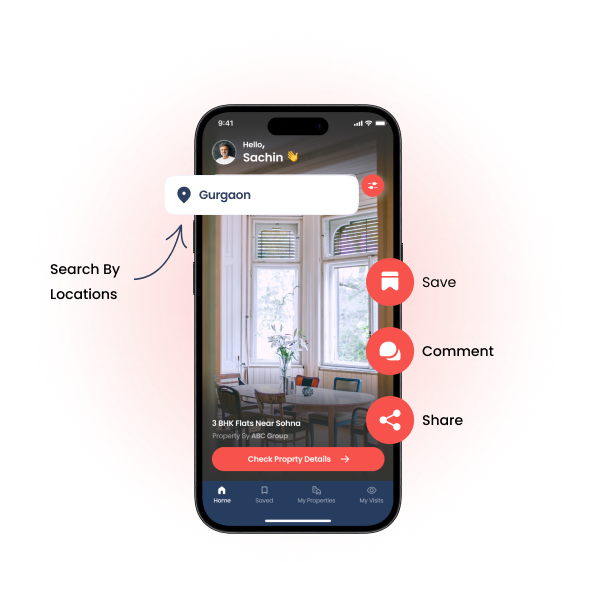 9:41
Hello,
Sachin 👋
Gurgaon
Search By
Locations
Save
Comment
Share
3 BHK Flats Near Sohna
Property By ABC Group
Check Proprty Details
Home
Saved
My Properties
My Visits